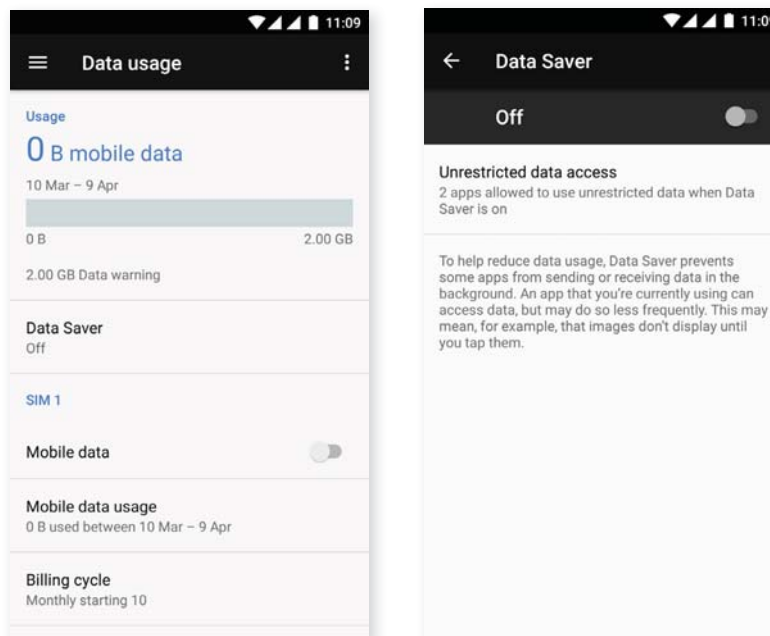 11:09
Data usage
Usage
0 B mobile data
10 Mar – 9 Apr
0 B 2.00 GB
2.00 GB Data warning
Data Saver
Off
SIM 1
Mobile data
Mobile data usage
0 B used between 10 Mar – 9 Apr
Billing cycle
Monthly starting 10
11:09
Data Saver
Off
Unrestricted data access
2 apps allowed to use unrestricted data when Data
Saver is on
To help reduce data usage, Data Saver prevents
some apps from sending or receiving data in the
background. An app that you're currently using can
access data, but may do so less frequently. This may
mean, for example, that images don't display until
you tap them.